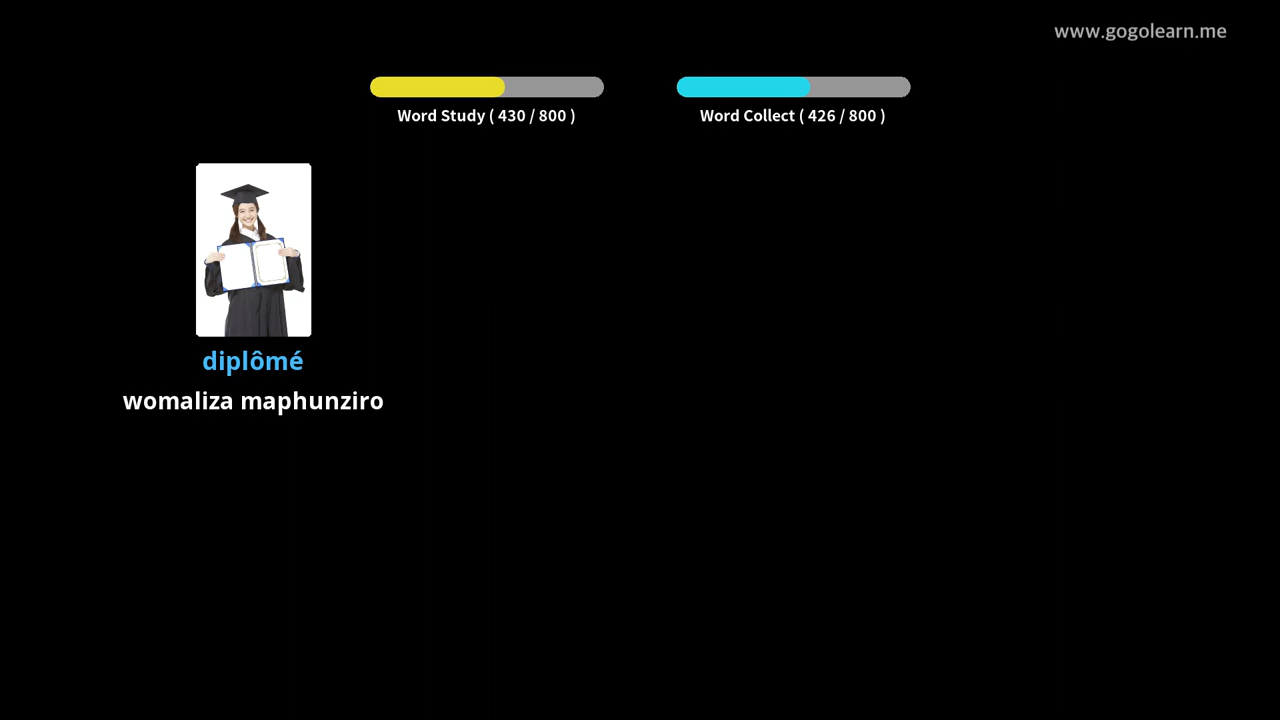 www.gogolearn.me
Word Study ( 430 / 800 )
Word Collect ( 426 / 800 )
diplômé
womaliza maphunziro